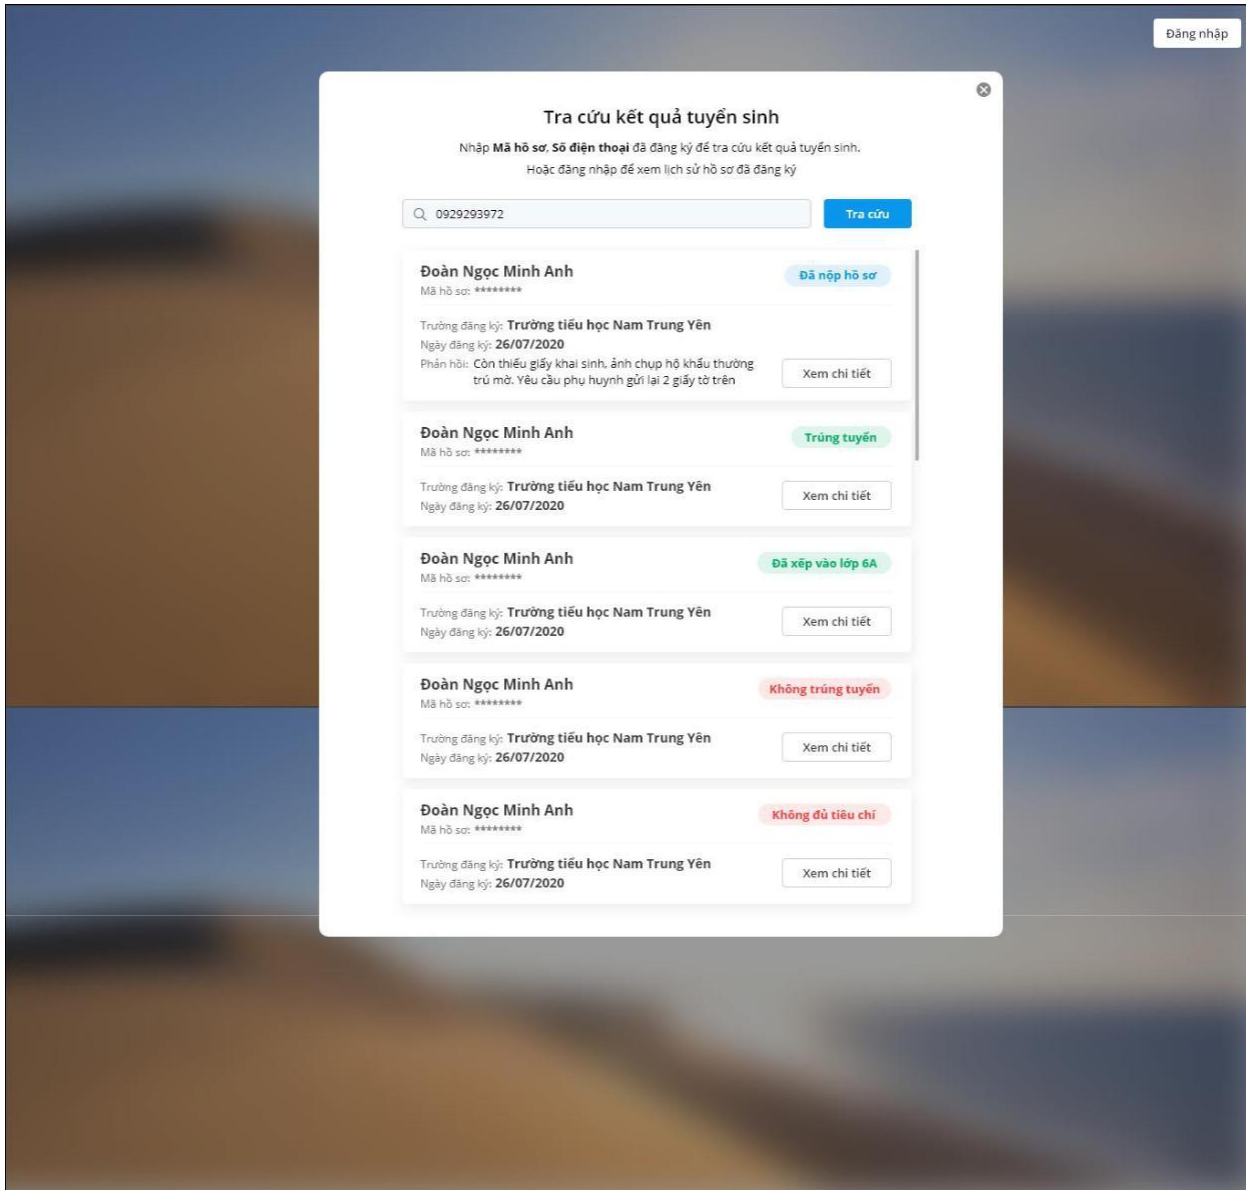 Đăng nhập
Tra cứu kết quả tuyển sinh
Nhập Mã hồ sơ, Số điện thoại đã đăng ký để tra cứu kết quả tuyển sinh.
Hoặc đăng nhập để xem lịch sử hồ sơ đã đăng ký
0929293972 Tra cứu
Đoàn Ngọc Minh Anh Đã nộp hồ sơ
Mã hồ sơ: ********
Trường đăng ký: Trường tiểu học Nam Trung Yên
Ngày đăng ký: 26/07/2020
Phản hồi: Còn thiếu giấy khai sinh, ảnh chụp hộ khẩu thường
trú mờ. Yêu cầu phụ huynh gửi lại 2 giấy tờ trên
Xem chi tiết
Đoàn Ngọc Minh Anh Trúng tuyển
Mã hồ sơ: ********
Trường đăng ký: Trường tiểu học Nam Trung Yên
Ngày đăng ký: 26/07/2020
Xem chi tiết
Đoàn Ngọc Minh Anh Đã xếp vào lớp 6A
Mã hồ sơ: ********
Trường đăng ký: Trường tiểu học Nam Trung Yên
Ngày đăng ký: 26/07/2020
Xem chi tiết
Đoàn Ngọc Minh Anh Không trúng tuyển
Mã hồ sơ: ********
Trường đăng ký: Trường tiểu học Nam Trung Yên
Ngày đăng ký: 26/07/2020
Xem chi tiết
Đoàn Ngọc Minh Anh Không đủ tiêu chí
Mã hồ sơ: ********
Trường đăng ký: Trường tiểu học Nam Trung Yên
Ngày đăng ký: 26/07/2020
Xem chi tiết